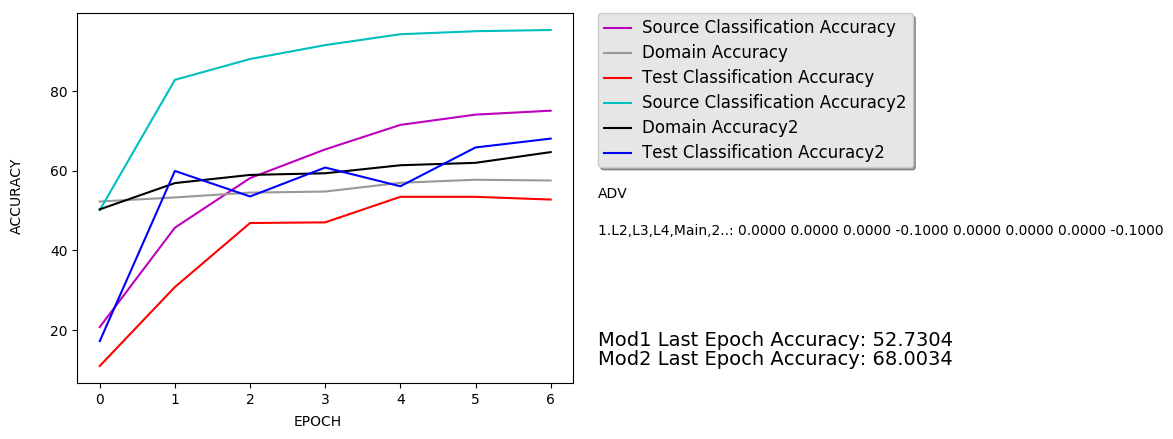 ACCURACY
80
60
40
20
0 1 2 3 4 5 6
EPOCH
Source Classification Accuracy
Domain Accuracy
Test Classification Accuracy
Source Classification Accuracy2
Domain Accuracy2
Test Classification Accuracy2
ADV
1.L2,L3,L4,Main,2..: 0.0000 0.0000 0.0000 -0.1000 0.0000 0.0000 0.0000 -0.1000
Mod1 Last Epoch Accuracy: 52.7304
Mod2 Last Epoch Accuracy: 68.0034